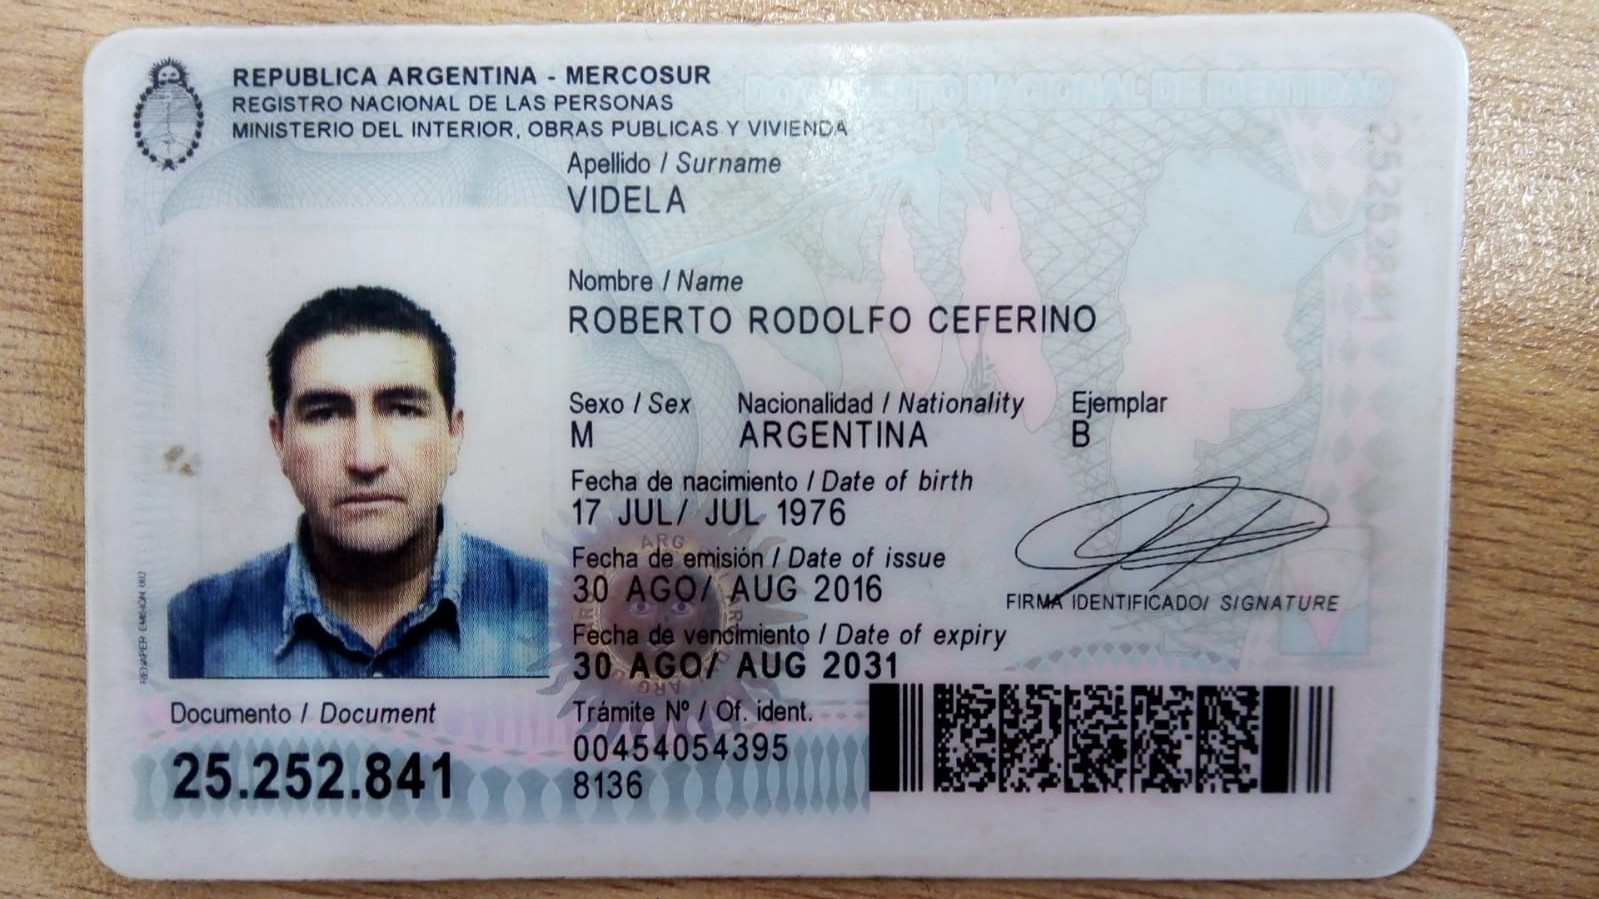 REPUBLICA ARGENTINA - MERCOSUR
REGISTRO NACIONAL DE LAS PERSONAS
MINISTERIO DEL INTERIOR, OBRAS PUBLICAS Y VIVIENDA
DOCUMENTO NACIONAL DE IDENTIDAD
Apellido / Surname
VIDELA
Nombre / Name
ROBERTO RODOLFO CEFERINO
Sexo / Sex Nacionalidad / Nationality Ejemplar
M ARGENTINA B
Fecha de nacimiento / Date of birth
17 JUL/ JUL 1976
Fecha de emisión / Date of issue
30 AGO/ AUG 2016
FIRMA IDENTIFICADO/ SIGNATURE
Fecha de vencimiento / Date of expiry
30 AGO/ AUG 2031
Documento / Document
25.252.841
Trámite Nº / Of. ident.
00454054395
8136
25252841
ARG